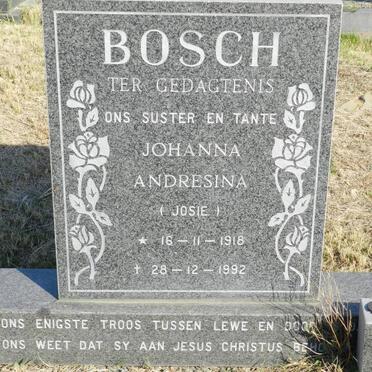 BOSCH
TER GEDAGTENIS
ONS SUSTER EN TANTE
JOHANNA
ANDRESINA
( JOSIE )
★ 16-11-1918
✝ 28-12-1992
ONS ENIGSTE TROOS TUSSEN LEWE EN
ONS WEET DAT SY AAN JESUS CHRISTUS